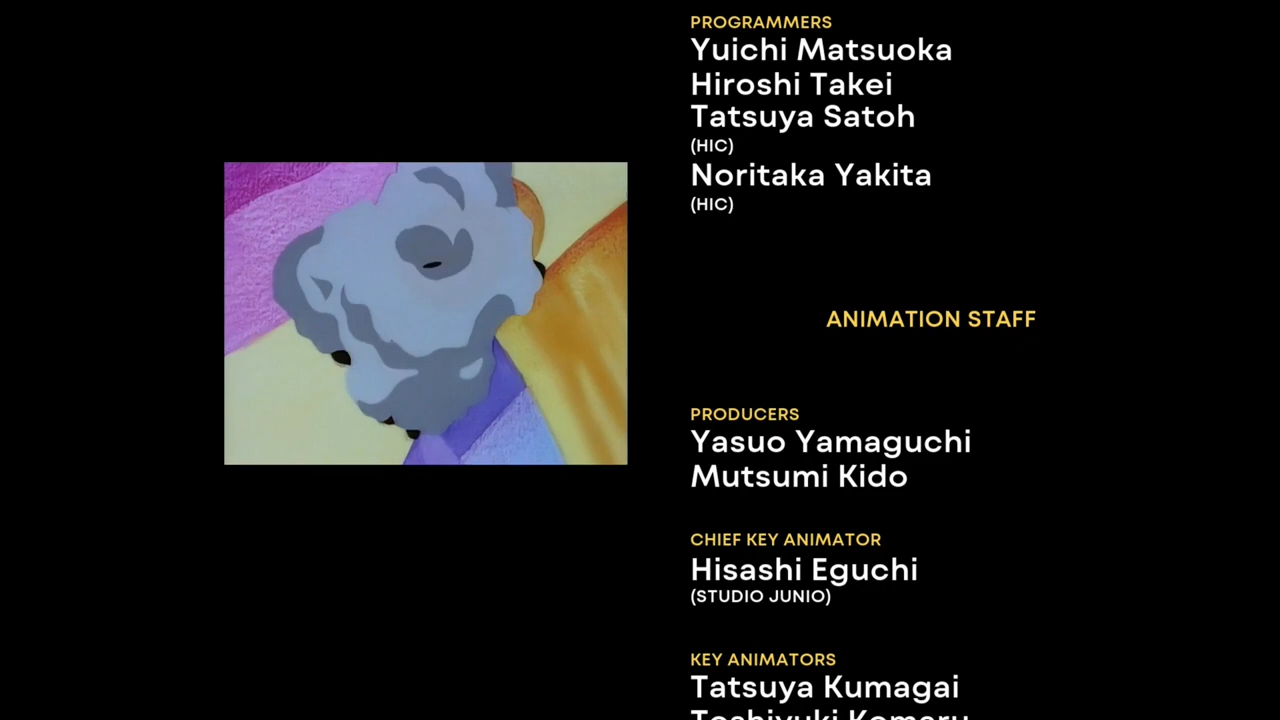 PROGRAMMERS
Yuichi Matsuoka
Hiroshi Takei
Tatsuya Satoh
(HIC)
Noritaka Yakita
(HIC)
ANIMATION STAFF
PRODUCERS
Yasuo Yamaguchi
Mutsumi Kido
CHIEF KEY ANIMATOR
Hisashi Eguchi
(STUDIO JUNIO)
KEY ANIMATORS
Tatsuya Kumagai